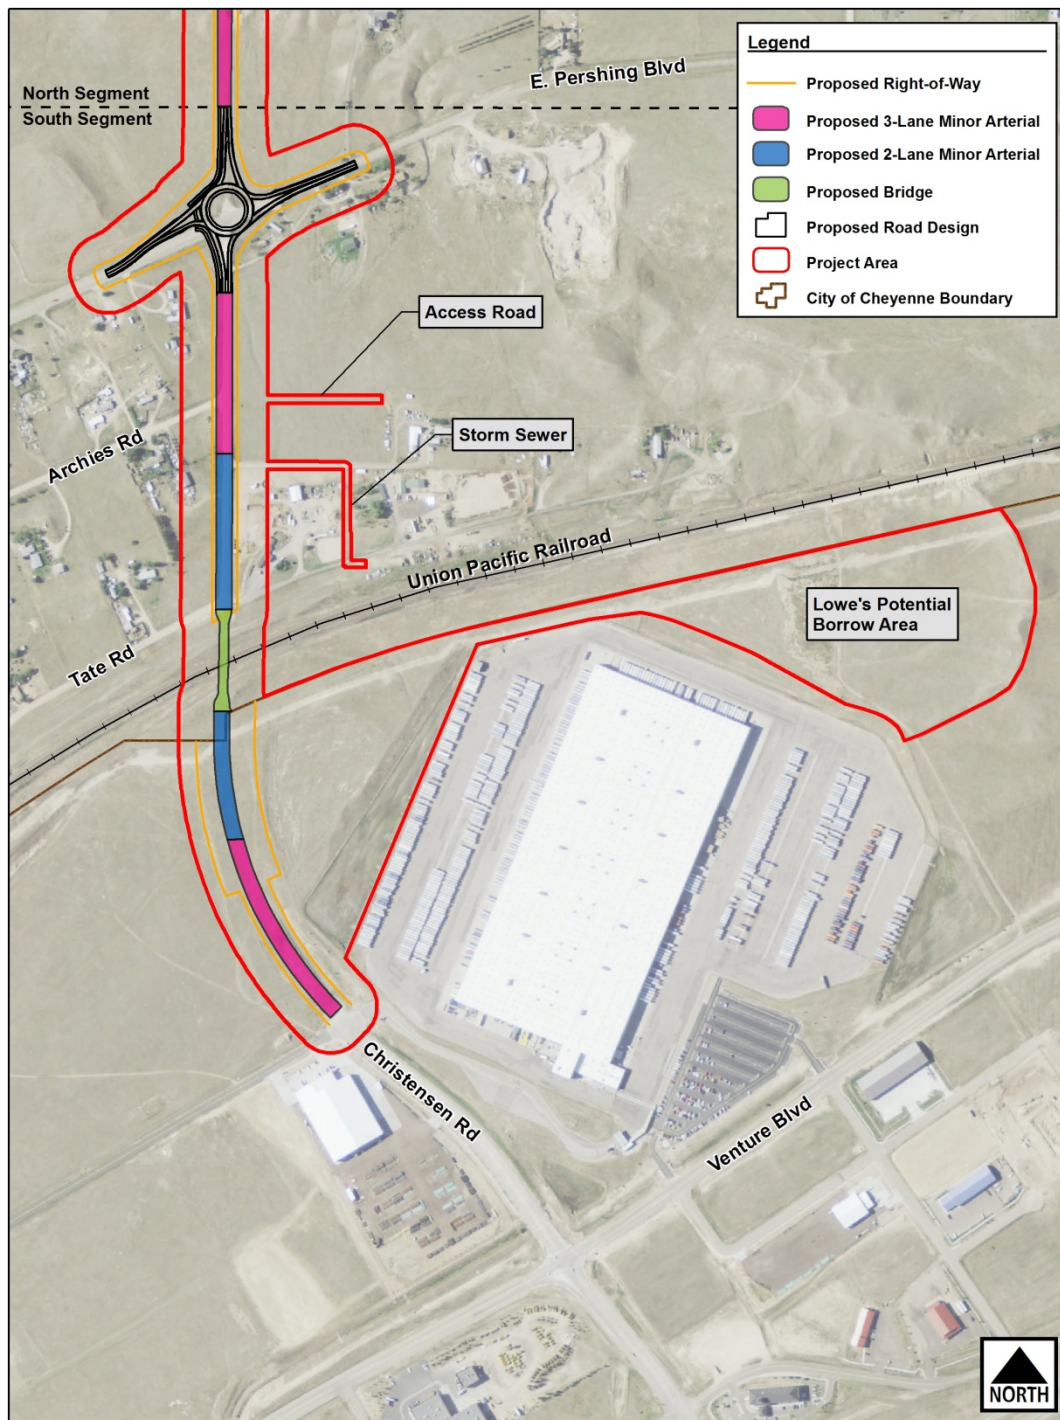 North Segment
South Segment
E. Pershing Blvd
Legend
Proposed Right-of-Way
Proposed 3-Lane Minor Arterial
Proposed 2-Lane Minor Arterial
Proposed Bridge
Proposed Road Design
Project Area
City of Cheyenne Boundary
Access Road
Storm Sewer
Archies Rd
Union Pacific Railroad
Lowe's Potential
Borrow Area
Tate Rd
Christensen Rd
Venture Blvd
NORTH